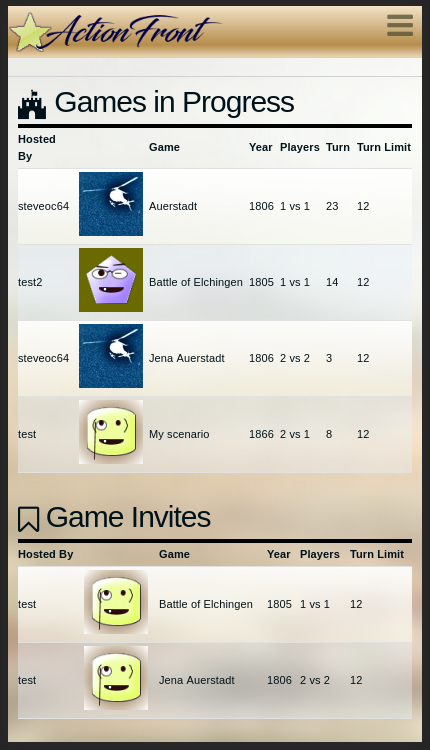 ActionFront
Games in Progress
Hosted By Game Year Players Turn Turn Limit
steveoc64 Auerstadt 1806 1 vs 1 23 12
test2 Battle of Elchingen 1805 1 vs 1 14 12
steveoc64 Jena Auerstadt 1806 2 vs 2 3 12
test My scenario 1866 2 vs 1 8 12
Game Invites
Hosted By Game Year Players Turn Limit
test Battle of Elchingen 1805 1 vs 1 12
test Jena Auerstadt 1806 2 vs 2 12